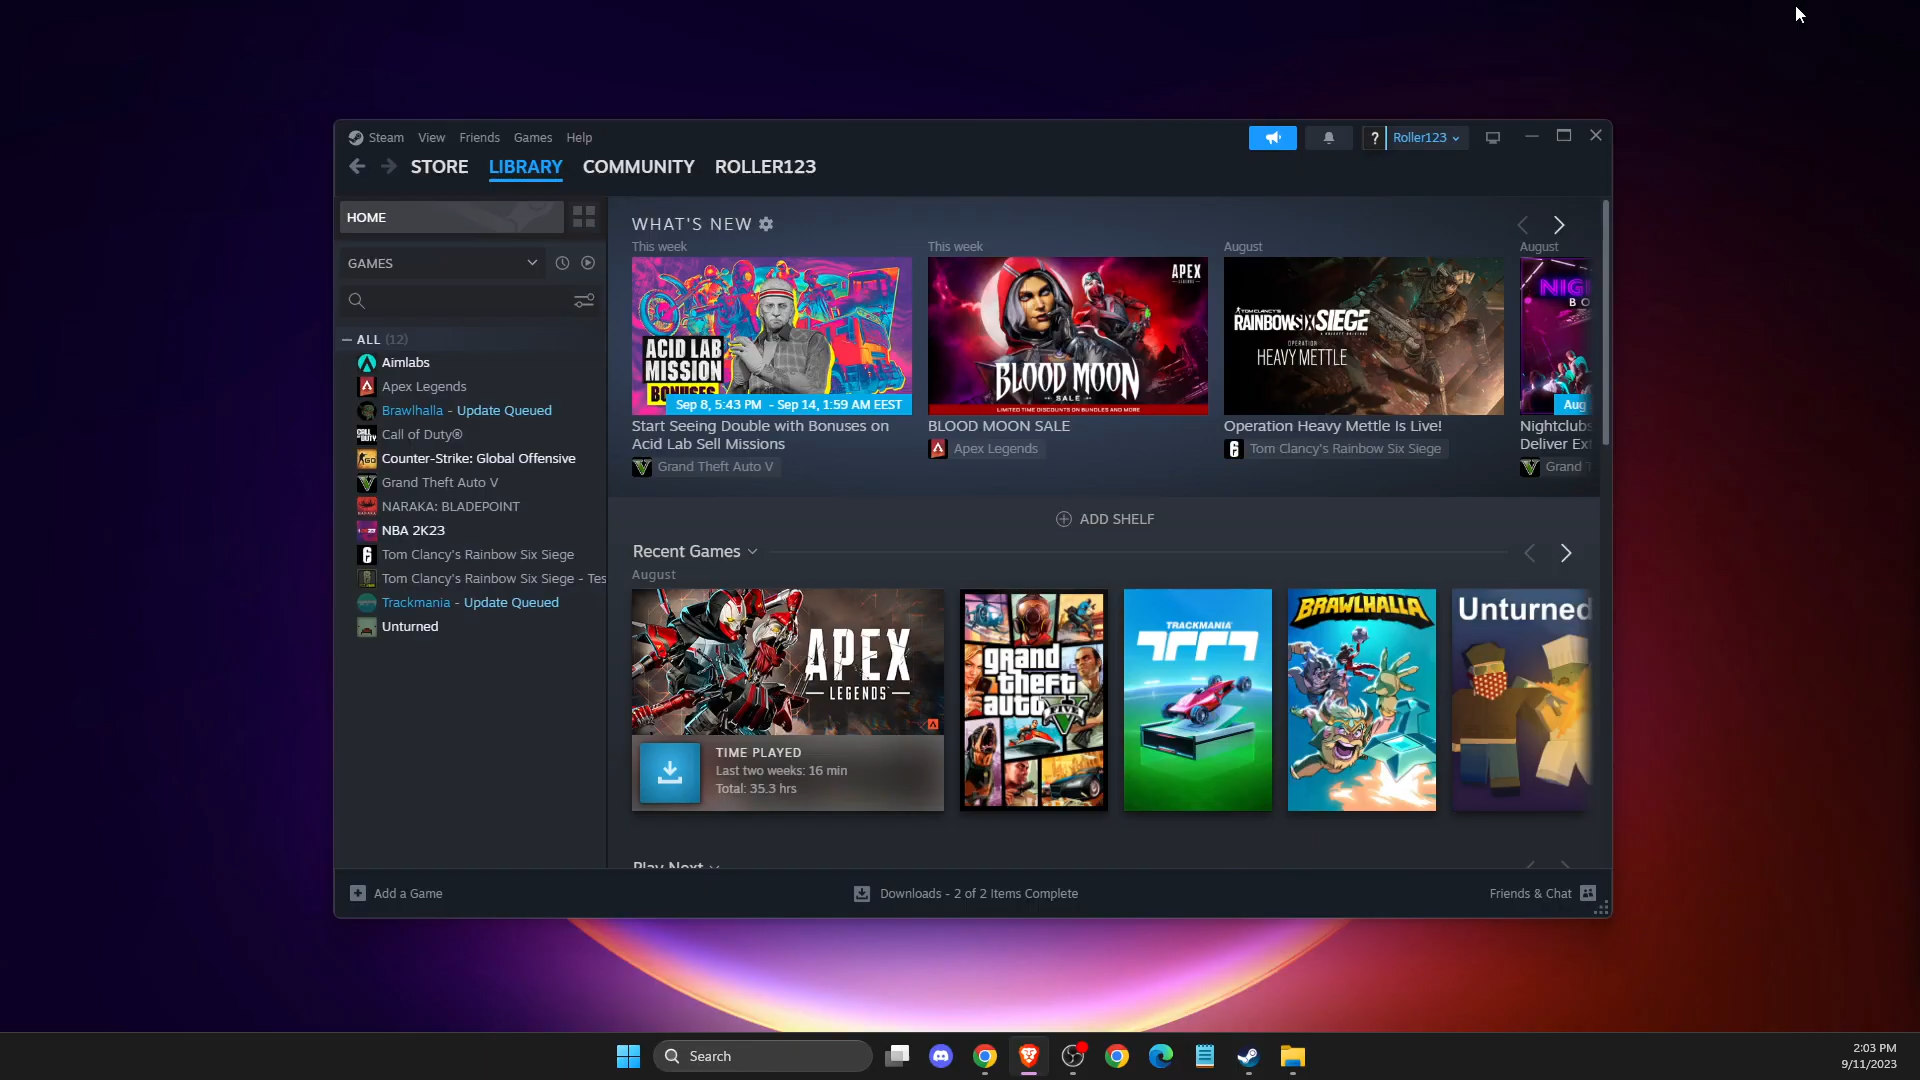 Steam View Friends Games Help
? Roller123
STORE LIBRARY COMMUNITY ROLLER123
HOME
GAMES
ALL (12)
Aimlabs
Apex Legends
Brawlhalla - Update Queued
Call of Duty®
Counter-Strike: Global Offensive
Grand Theft Auto V
NARAKA: BLADEPOINT
NBA 2K23
Tom Clancy's Rainbow Six Siege
Tom Clancy's Rainbow Six Siege - Tes
Trackmania - Update Queued
Unturned
WHAT'S NEW
This week
ACID LAB
MISSION
BONUSES
Sep 8, 5:43 PM - Sep 14, 1:59 AM EEST
Start Seeing Double with Bonuses on
Acid Lab Sell Missions
Grand Theft Auto V
This week
APEX
LEGENDS
BLOOD MOON
SALE
LIMITED TIME DISCOUNTS ON BUNDLES AND MORE
BLOOD MOON SALE
Apex Legends
August
TOM CLANCY'S
RAINBOW SIX SIEGE
OPERATION
HEAVY METTLE
Operation Heavy Mettle Is Live!
Tom Clancy's Rainbow Six Siege
August
NIG
BO
Aug
Nightclubs
Deliver Ext
Grand T
ADD SHELF
Recent Games
August
APEX
LEGENDS
TIME PLAYED
Last two weeks: 16 min
Total: 35.3 hrs
grand
theft
auto
FIVE
TRACKMANIA
BRAWLHALLA
Unturned
Play Next
Add a Game
Downloads - 2 of 2 Items Complete
Friends & Chat
Search
2:03 PM
9/11/2023